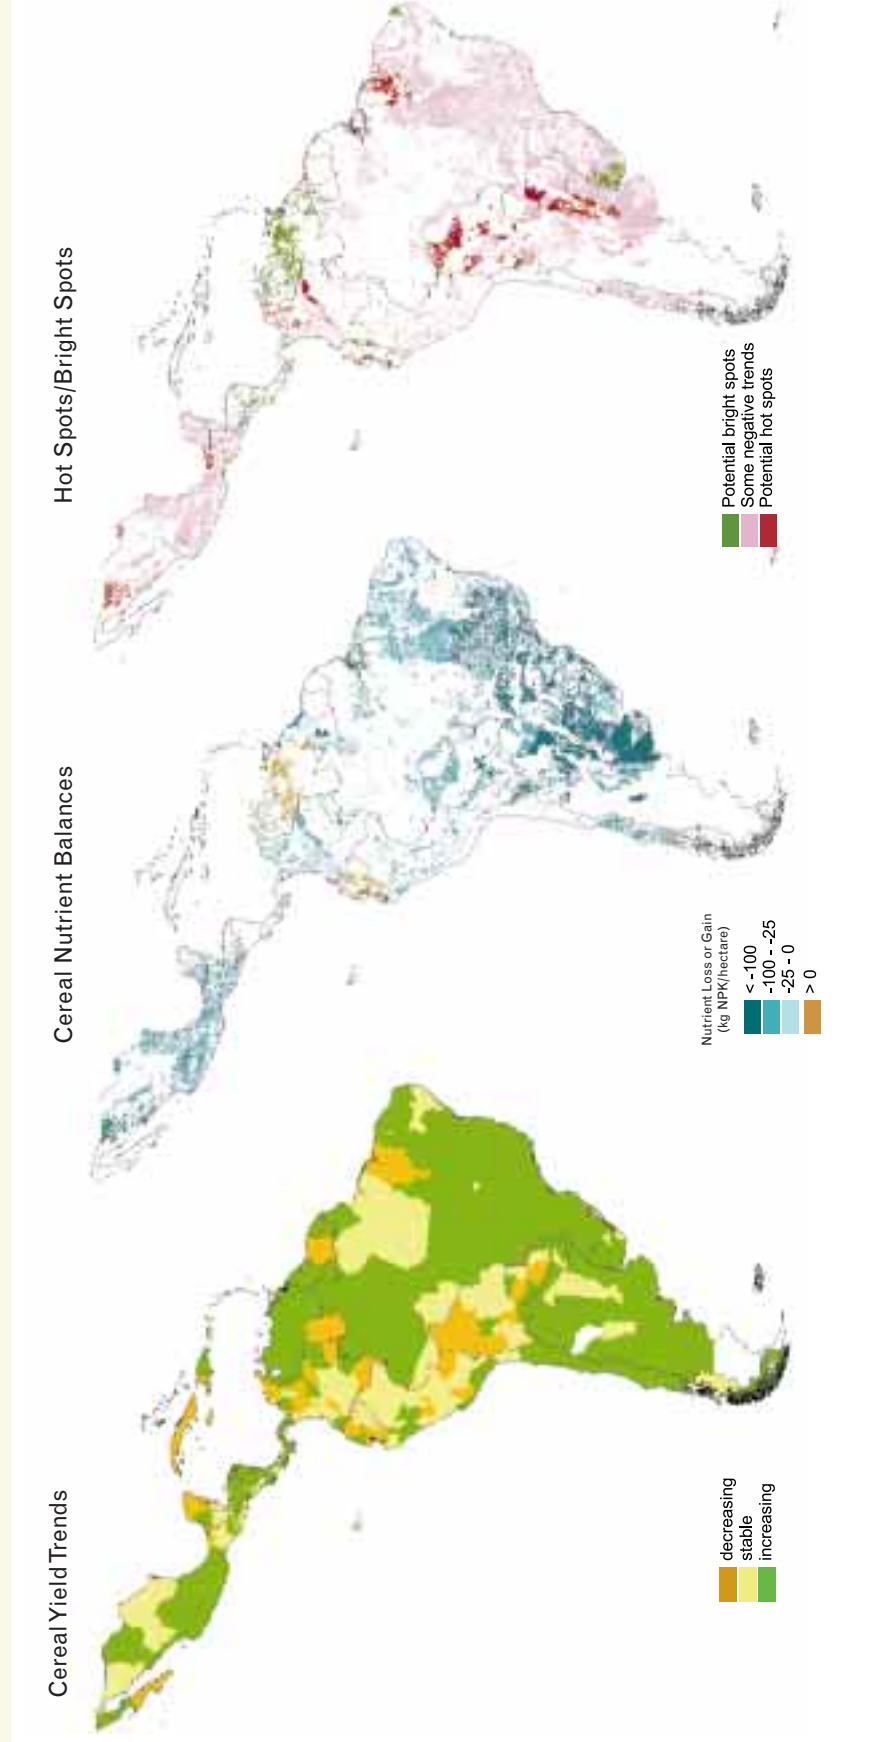 Cereal Yield Trends
decreasing
stable
increasing
Cereal Nutrient Balances
Nutrient Loss or Gain
(kg NPK/hectare)
< -100
-100 - -25
-25 - 0
> 0
Hot Spots/Bright Spots
Potential bright spots
Some negative trends
Potential hot spots